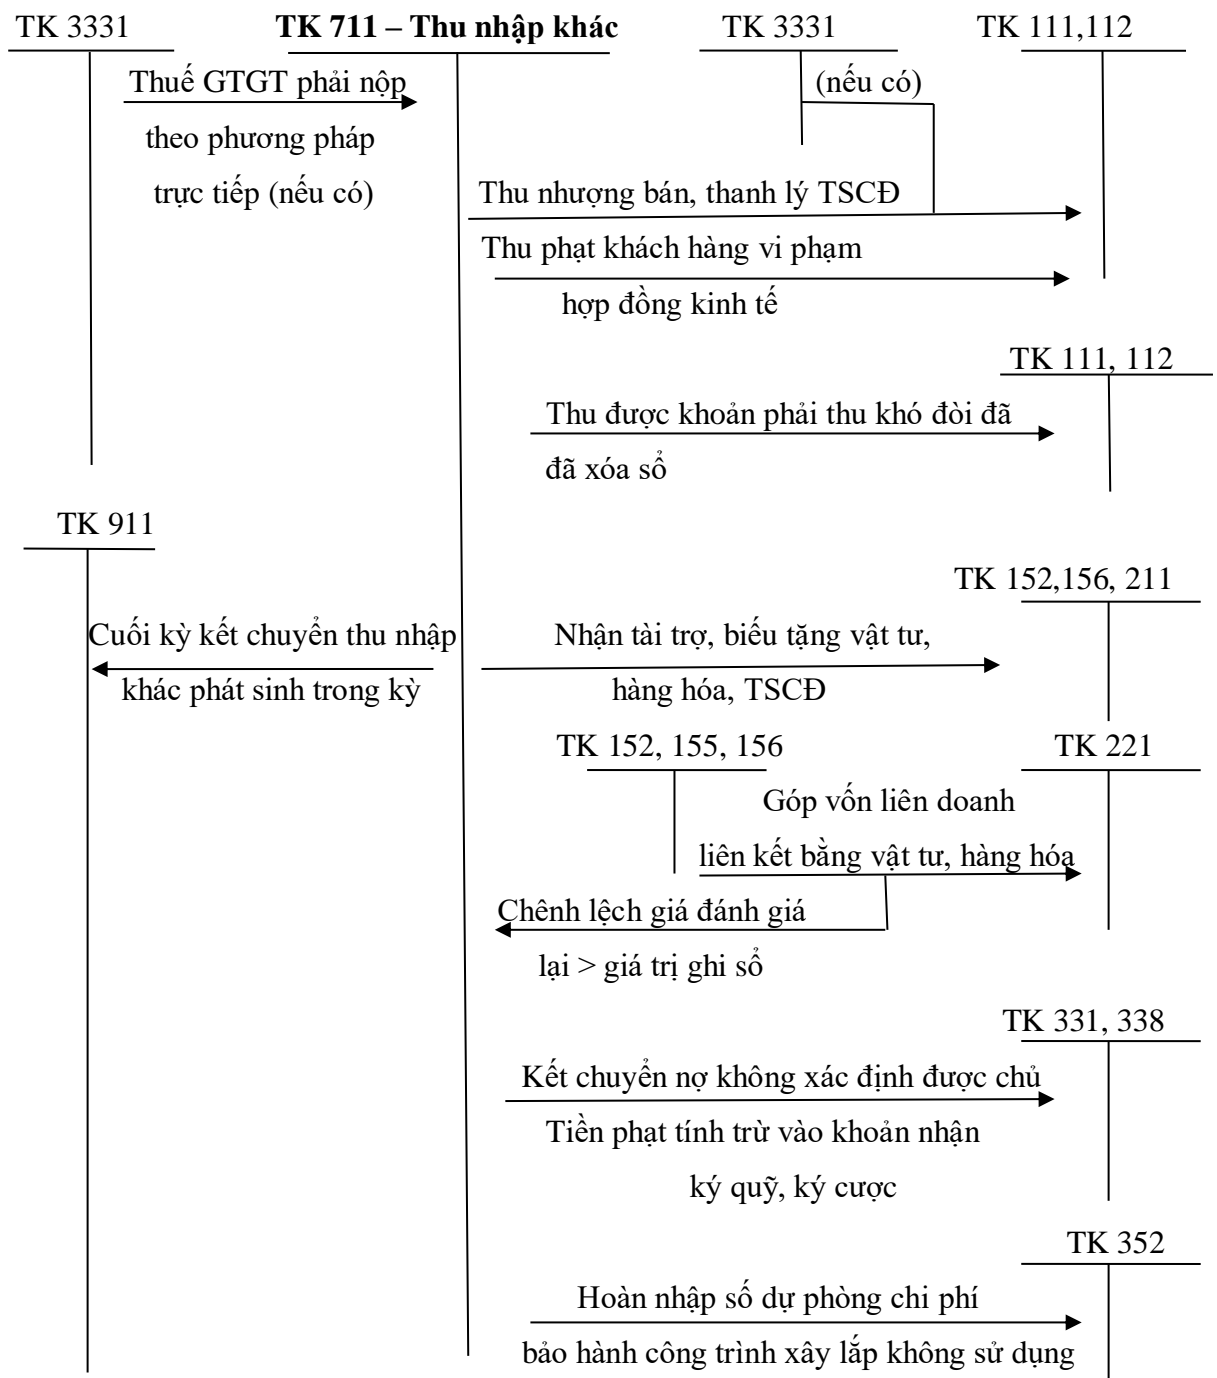 TK 3331
TK 711 – Thu nhập khác
TK 3331
TK 111,112
Thuế GTGT phải nộp
theo phương pháp
trực tiếp (nếu có)
(nếu có)
Thu nhượng bán, thanh lý TSCĐ
Thu phạt khách hàng vi phạm
hợp đồng kinh tế
TK 111, 112
Thu được khoản phải thu khó đòi đã
đã xóa sổ
TK 911
TK 152,156, 211
Cuối kỳ kết chuyển thu nhập
khác phát sinh trong kỳ
Nhận tài trợ, biếu tặng vật tư,
hàng hóa, TSCĐ
TK 152, 155, 156
TK 221
Góp vốn liên doanh
liên kết bằng vật tư, hàng hóa
Chênh lệch giá đánh giá
lại > giá trị ghi sổ
TK 331, 338
Kết chuyển nợ không xác định được chủ
Tiền phạt tính trừ vào khoản nhận
ký quỹ, ký cược
TK 352
Hoàn nhập số dự phòng chi phí
bảo hành công trình xây lắp không sử dụng